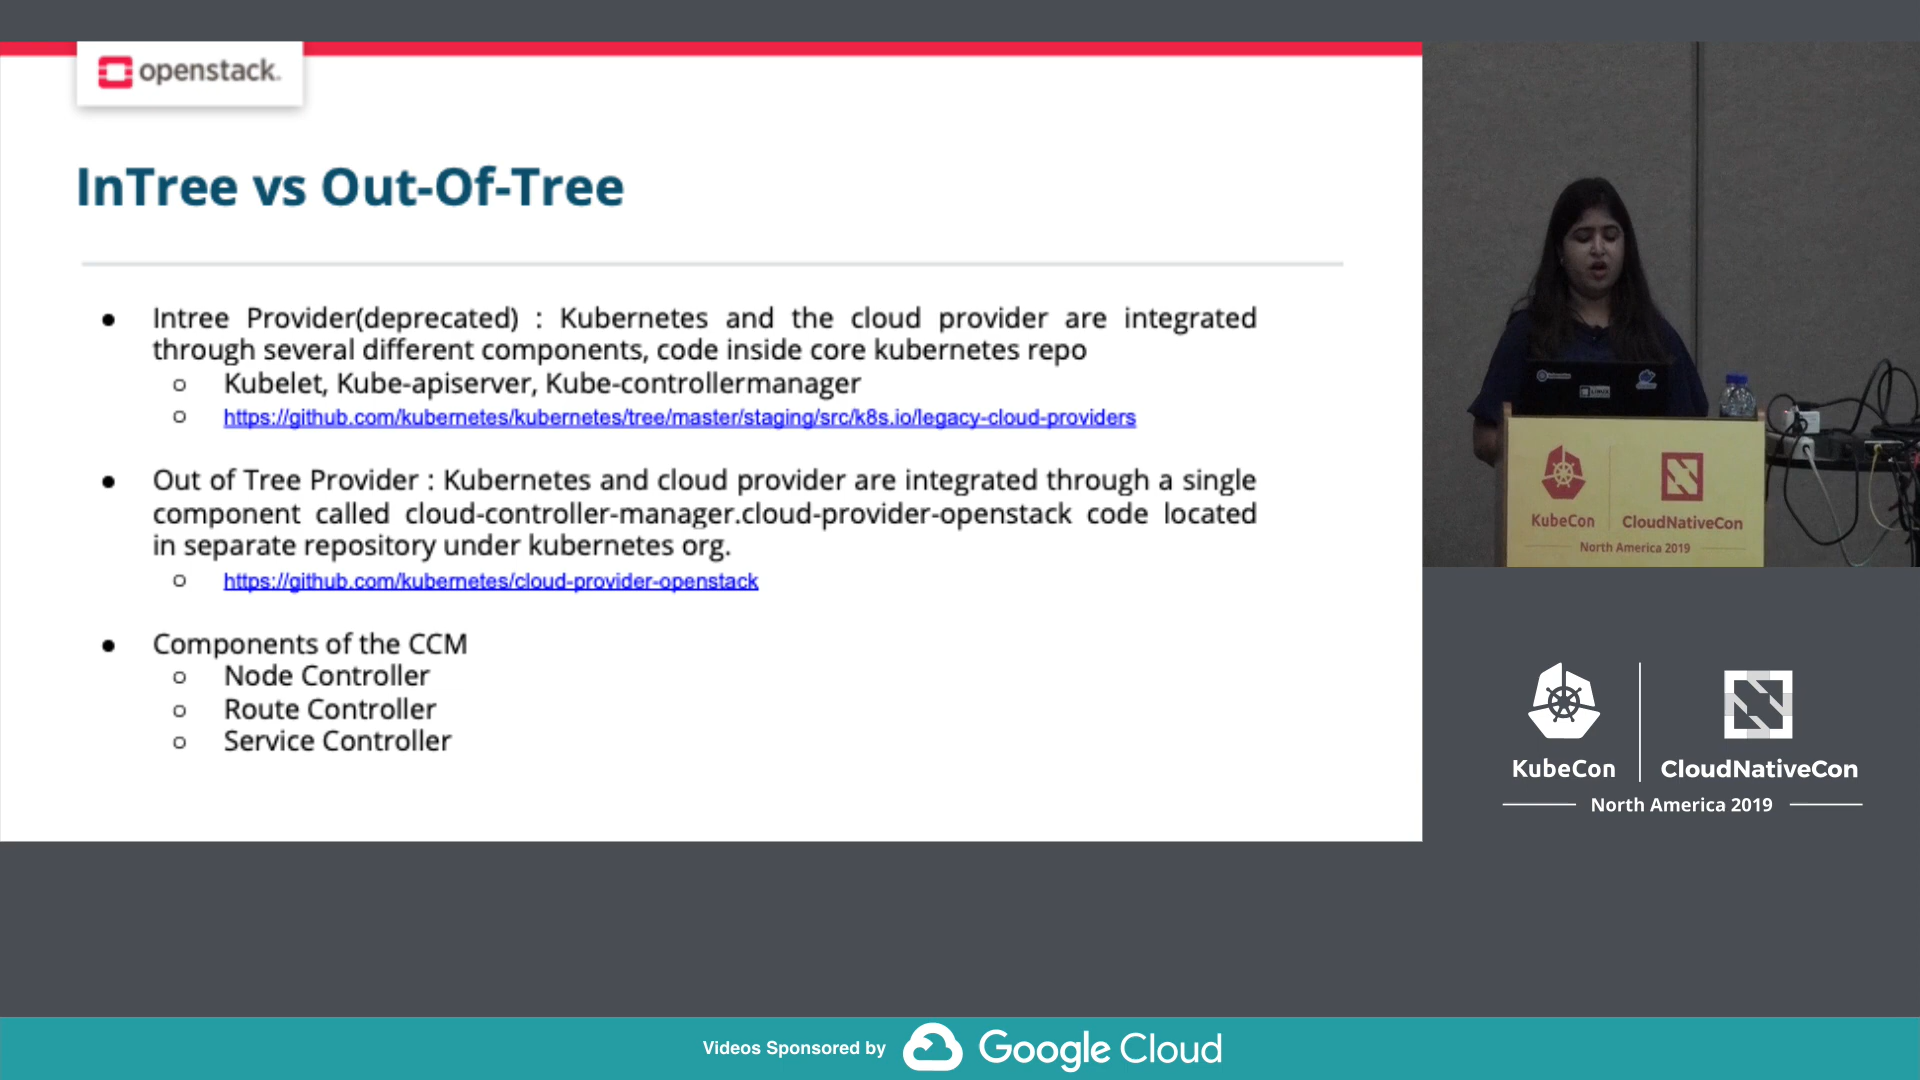 openstack.
InTree vs Out-Of-Tree
Intree Provider(deprecated) : Kubernetes and the cloud provider are integrated
through several different components, code inside core kubernetes repo
Kubelet, Kube-apiserver, Kube-controllermanager
https://github.com/kubernetes/kubernetes/tree/master/staging/src/k8s.io/legacy-cloud-providers
Out of Tree Provider : Kubernetes and cloud provider are integrated through a single
component called cloud-controller-manager.cloud-provider-openstack code located
in separate repository under kubernetes org.
https://github.com/kubernetes/cloud-provider-openstack
Components of the CCM
Node Controller
Route Controller
Service Controller
KubeCon
CloudNativeCon
North America 2019
KubeCon
CloudNativeCon
North America 2019
Videos Sponsored by
Google Cloud